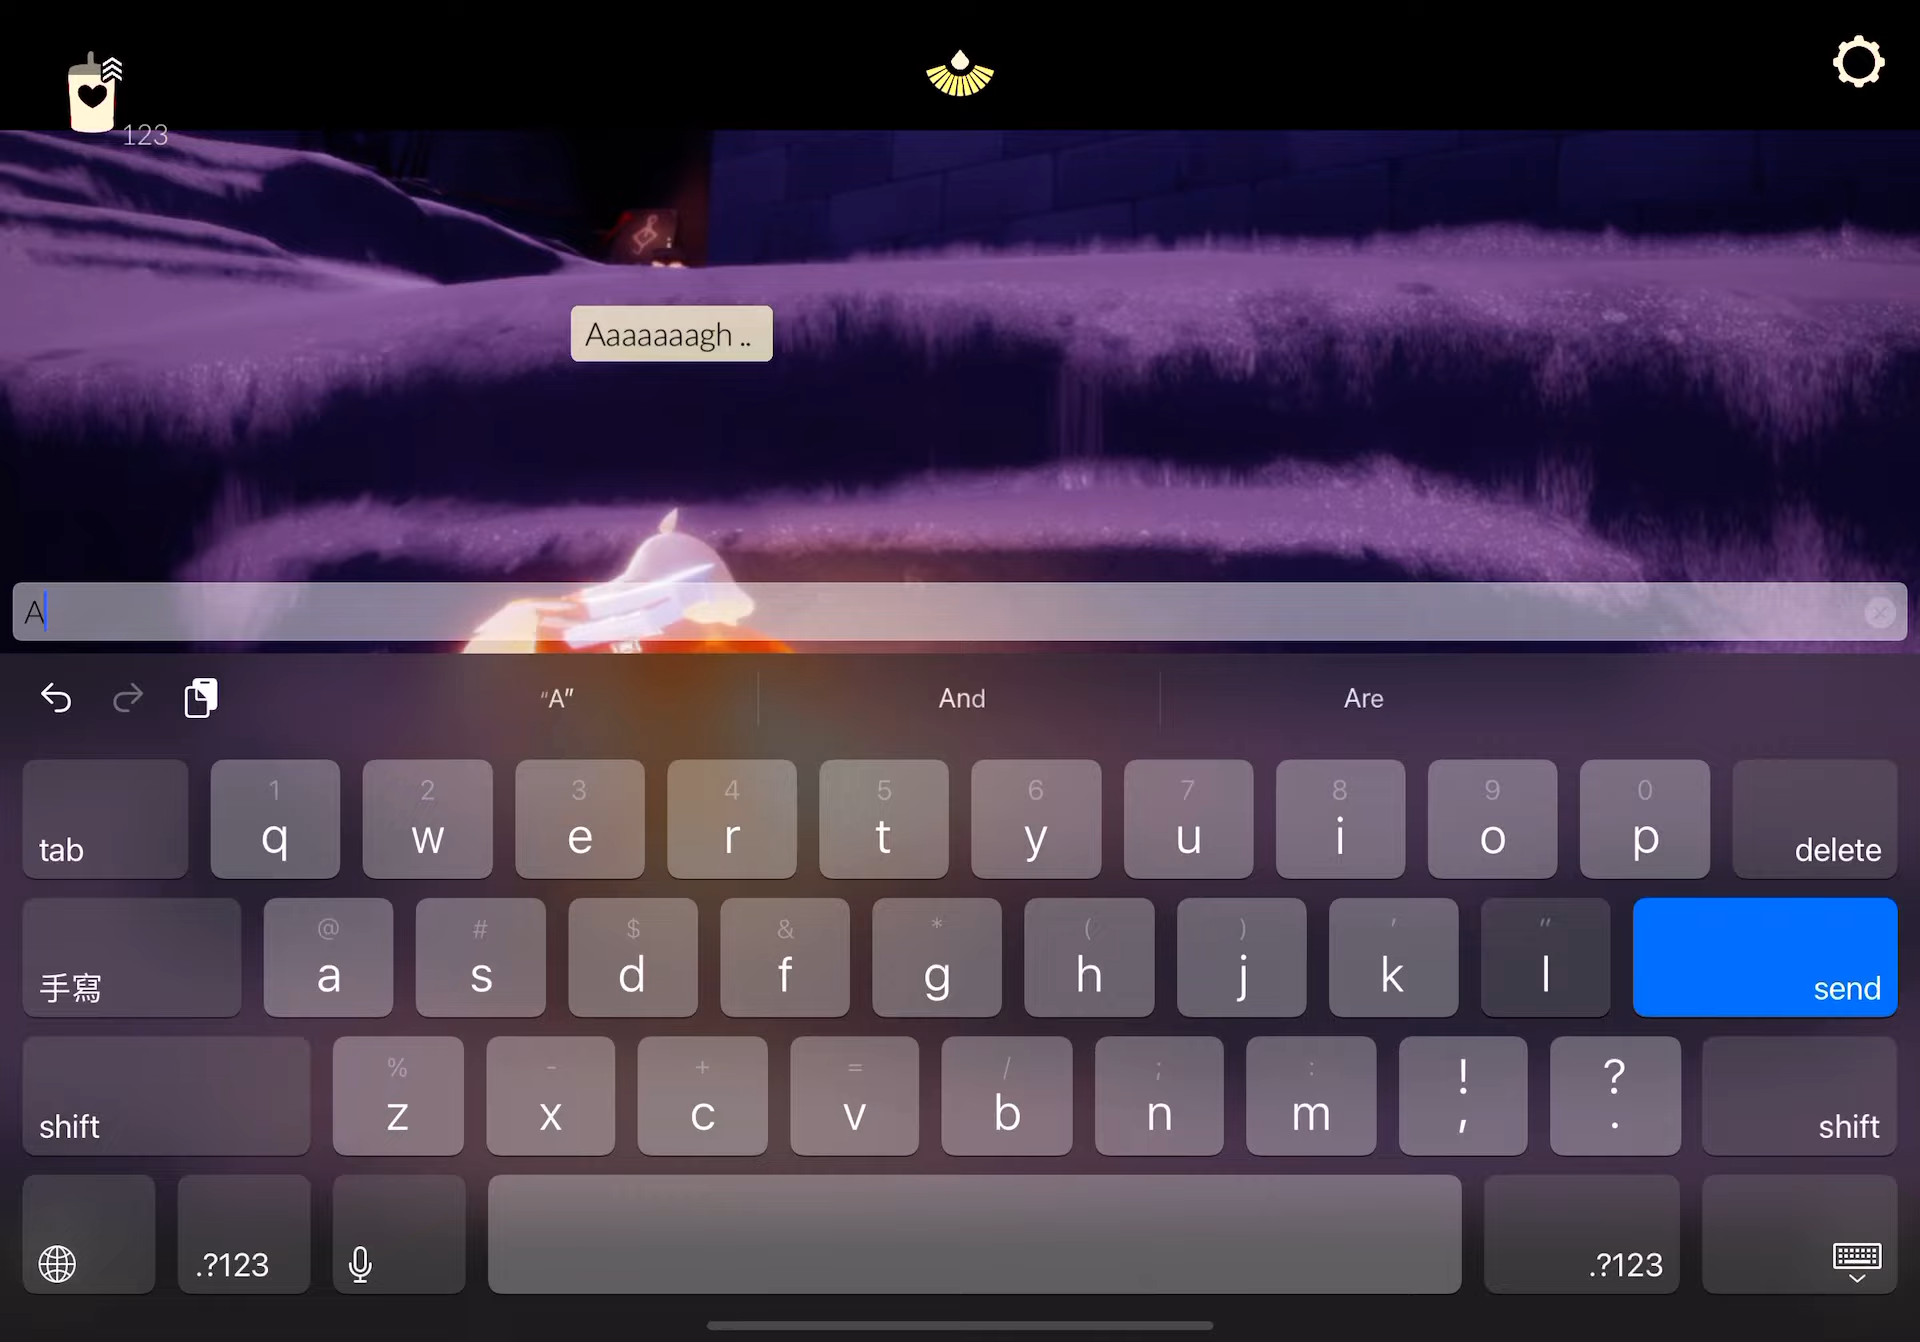 123
Aaaaaaagh ..
A
“A” And Are
tab 1 q 2 w 3 e 4 r 5 t 6 y 7 u 8 i 9 o 0 p delete
手寫 @ a # s $ d & f * g ( h ) j ' k " l send
shift % z - x + c = v / b ; n : m ! , ? . shift
.?123 .?123